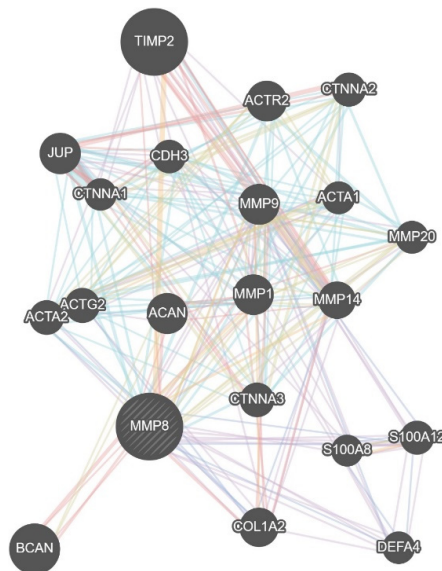 TIMP2
CTNNA2
ACTR2
JUP
CDH3
CTNNA1
ACTA1
MMP9
MMP20
MMP1
MMP14
ACTG2
ACAN
ACTA2
CTNNA3
MMP8
S100A12
S100A8
COL1A2
DEFA4
BCAN